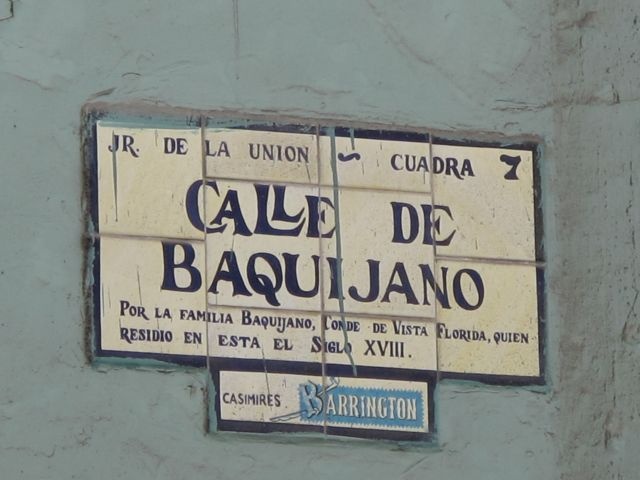 JR. DE LA UNION ~ CUADRA 7
CALLE DE
BAQUIJANO
POR LA FAMILIA BAQUIJANO, CONDE DE VISTA FLORIDA, QUIEN
RESIDIO EN ESTA EL SIGLO XVIII.
CASIMIRES BARRINGTON